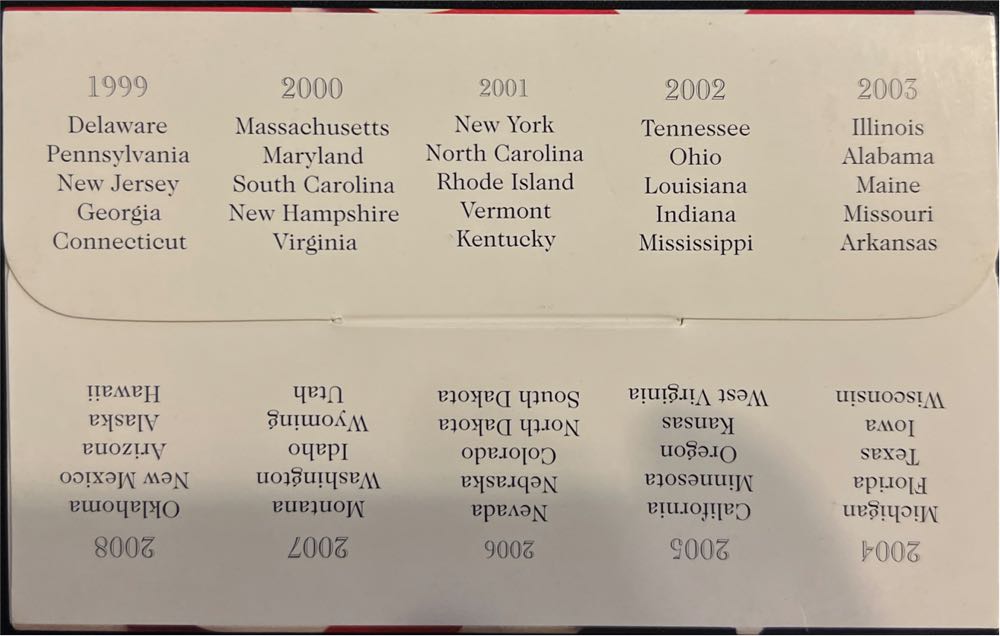 1999
Delaware
Pennsylvania
New Jersey
Georgia
Connecticut
2000
Massachusetts
Maryland
South Carolina
New Hampshire
Virginia
2001
New York
North Carolina
Rhode Island
Vermont
Kentucky
2002
Tennessee
Ohio
Louisiana
Indiana
Mississippi
2003
Illinois
Alabama
Maine
Missouri
Arkansas
2004
Michigan
Florida
Texas
Iowa
Wisconsin
2005
California
Minnesota
Oregon
Kansas
West Virginia
2006
Nevada
Nebraska
Colorado
North Dakota
South Dakota
2007
Montana
Washington
Idaho
Wyoming
Utah
2008
Oklahoma
New Mexico
Arizona
Alaska
Hawaii